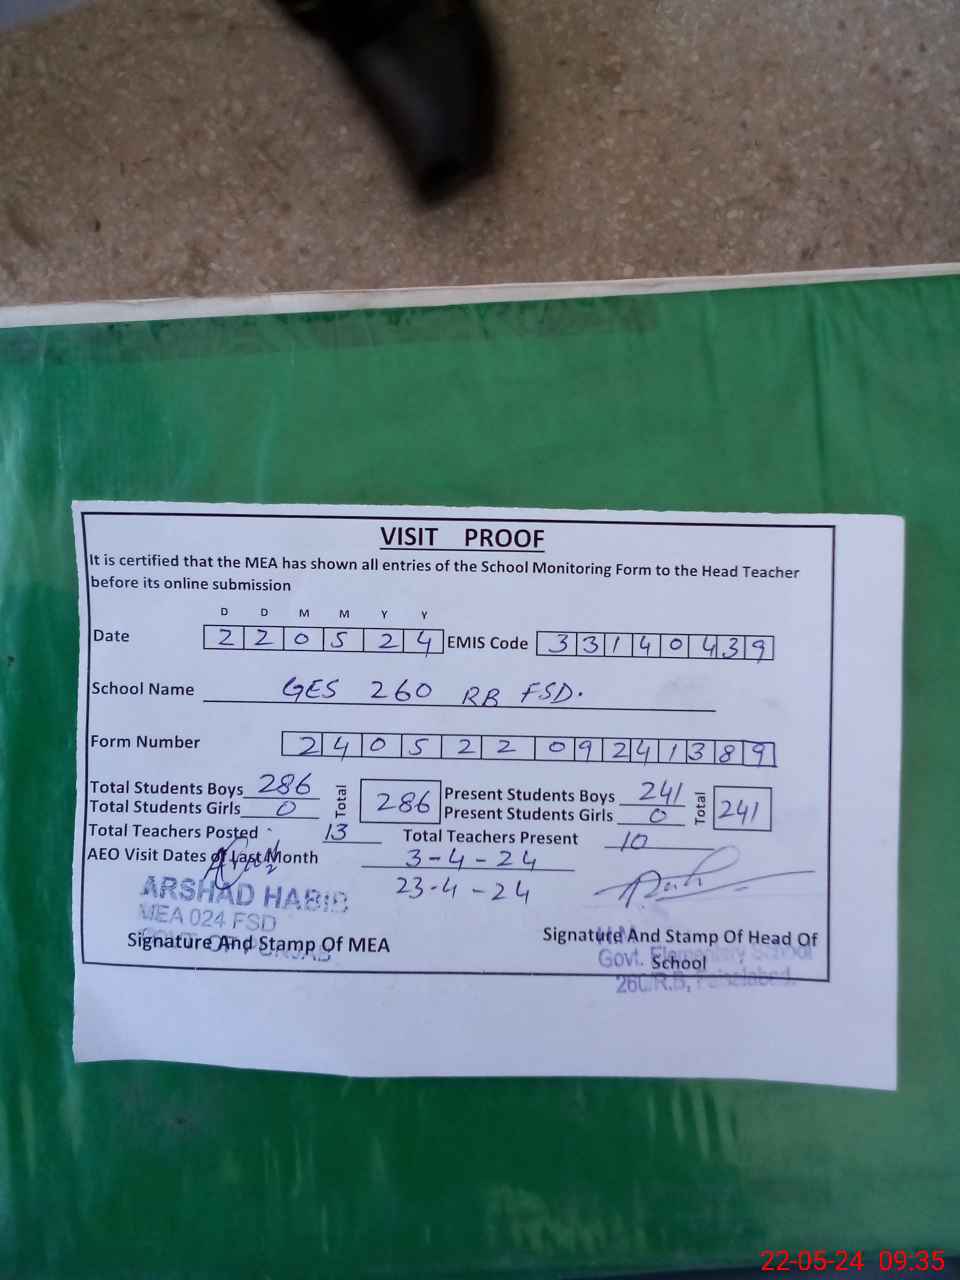 VISIT PROOF
It is certified that the MEA has shown all entries of the School Monitoring Form to the Head Teacher
before its online submission
D D M M Y Y
Date 2 2 0 5 2 4 EMIS Code 3 3 1 4 0 4 3 9
School Name GES 260 RB FSD.
Form Number 2 4 0 5 2 2 0 9 2 4 1 3 8 9
Total Students Boys 286 Total 286 Present Students Boys 241 Total 241
Total Students Girls 0 Present Students Girls 0
Total Teachers Posted 13 Total Teachers Present 10
AEO Visit Dates of Last Month 3-4-24
23-4-24
ARSHAD HABIB
MEA 024 FSD
Signature And Stamp Of MEA
Signature And Stamp Of Head Of
School
Govt. Elementary School
R.B, Faisalabad.
22-05-24 09:35